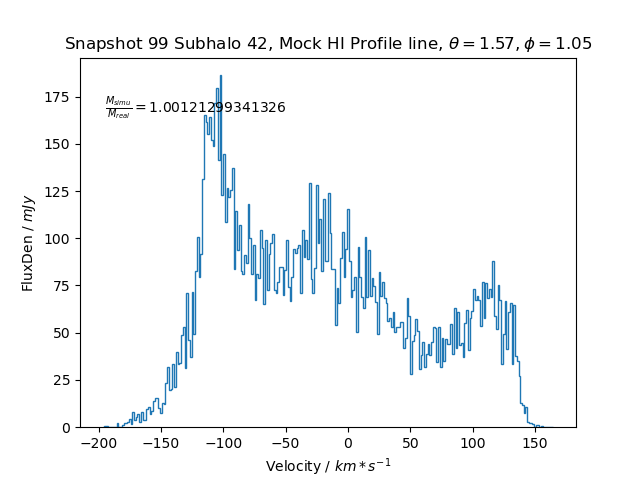 Snapshot 99 Subhalo 42, Mock HI Profile line, θ = 1.57, ϕ = 1.05
M_simu / M_real = 1.00121299341326
FluxDen / mJy
175
150
125
100
75
50
25
0
−200 −150 −100 −50 0 50 100 150
Velocity / km * s⁻¹